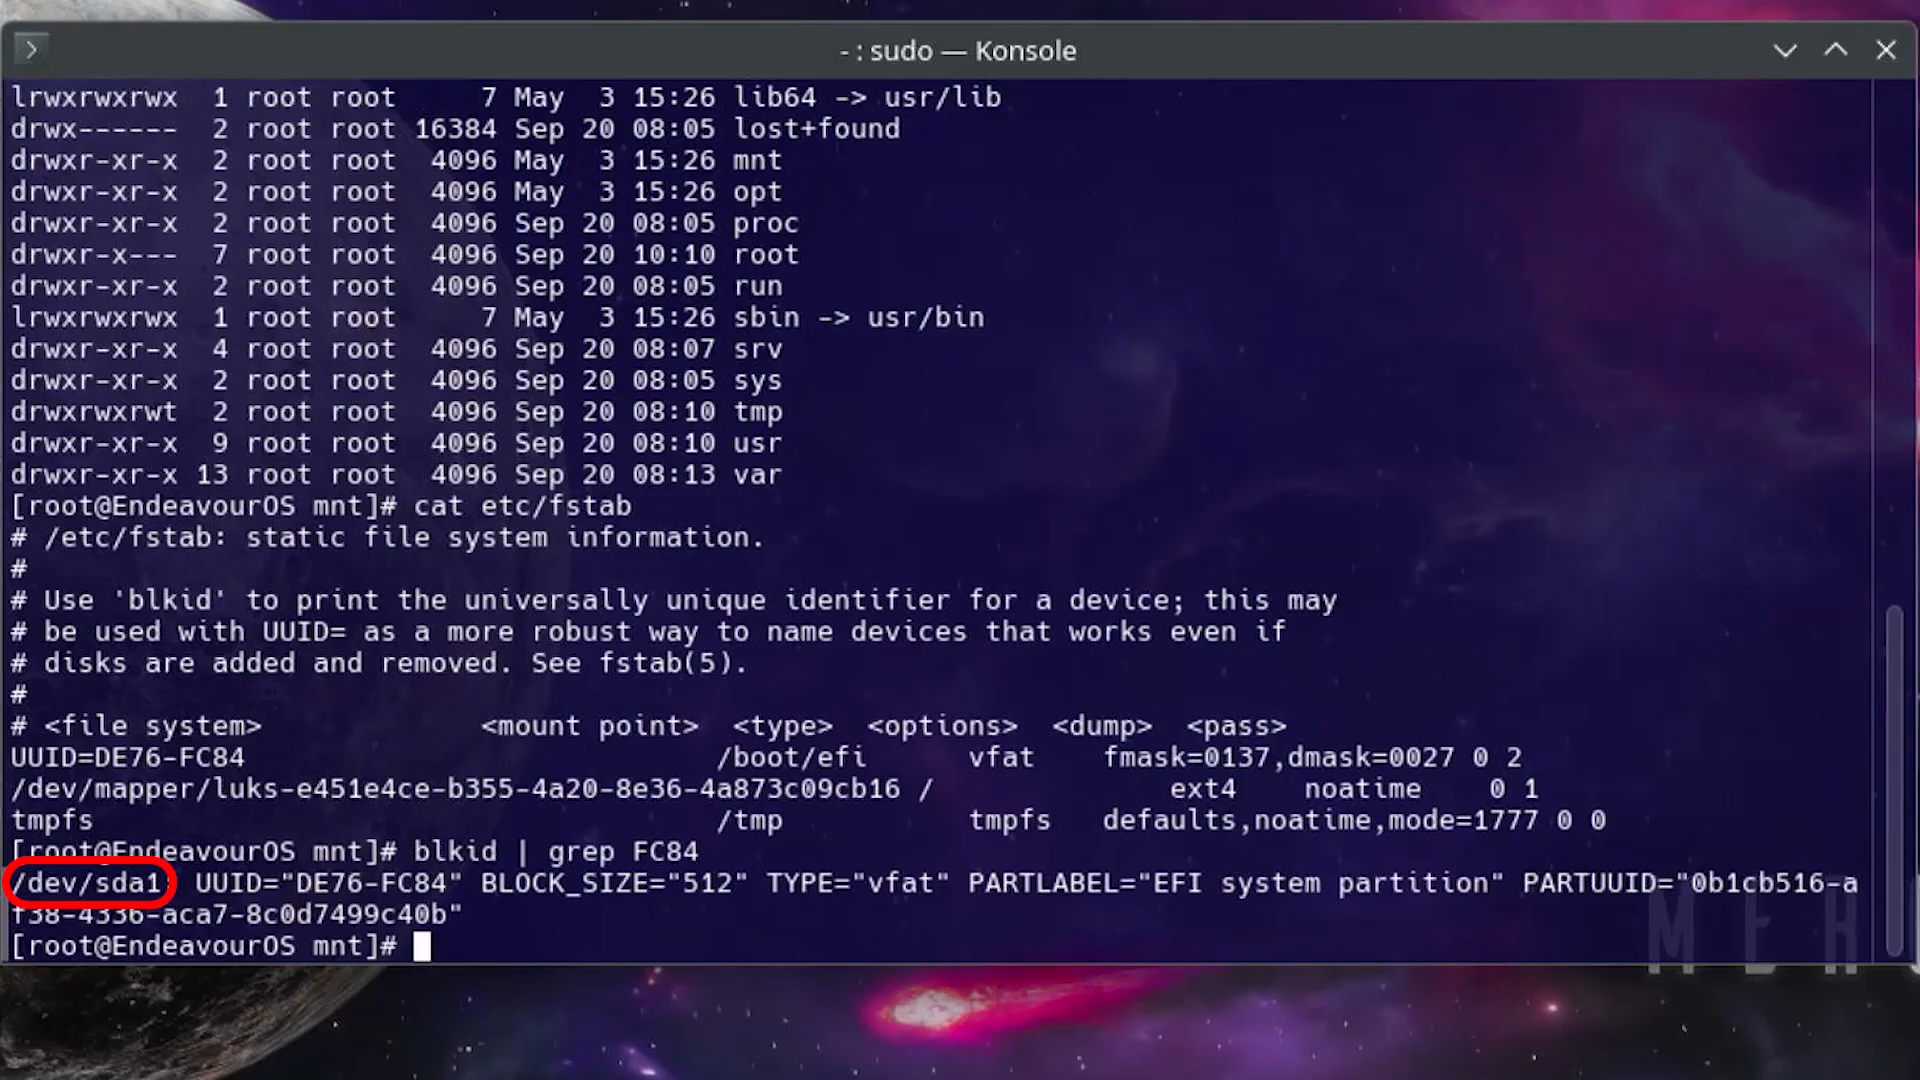 - : sudo — Konsole
lrwxrwxrwx  1 root root     7 May  3 15:26 lib64 -> usr/lib
drwx------  2 root root 16384 Sep 20 08:05 lost+found
drwxr-xr-x  2 root root  4096 May  3 15:26 mnt
drwxr-xr-x  2 root root  4096 May  3 15:26 opt
drwxr-xr-x  2 root root  4096 Sep 20 08:05 proc
drwxr-x---  7 root root  4096 Sep 20 10:10 root
drwxr-xr-x  2 root root  4096 Sep 20 08:05 run
lrwxrwxrwx  1 root root     7 May  3 15:26 sbin -> usr/bin
drwxr-xr-x  4 root root  4096 Sep 20 08:07 srv
drwxr-xr-x  2 root root  4096 Sep 20 08:05 sys
drwxrwxrwt  2 root root  4096 Sep 20 08:10 tmp
drwxr-xr-x  9 root root  4096 Sep 20 08:10 usr
drwxr-xr-x 13 root root  4096 Sep 20 08:13 var
[root@EndeavourOS mnt]# cat etc/fstab
# /etc/fstab: static file system information.
#
# Use 'blkid' to print the universally unique identifier for a device; this may
# be used with UUID= as a more robust way to name devices that works even if
# disks are added and removed. See fstab(5).
#
# <file system>             <mount point>  <type>  <options>  <dump>  <pass>
UUID=DE76-FC84                            /boot/efi      vfat    fmask=0137,dmask=0027 0 2
/dev/mapper/luks-e451e4ce-b355-4a20-8e36-4a873c09cb16 /              ext4    noatime    0 1
tmpfs                                     /tmp           tmpfs   defaults,noatime,mode=1777 0 0
[root@EndeavourOS mnt]# blkid | grep FC84
/dev/sda1: UUID="DE76-FC84" BLOCK_SIZE="512" TYPE="vfat" PARTLABEL="EFI system partition" PARTUUID="0b1cb516-a
f38-4336-aca7-8c0d7499c40b"
[root@EndeavourOS mnt]#